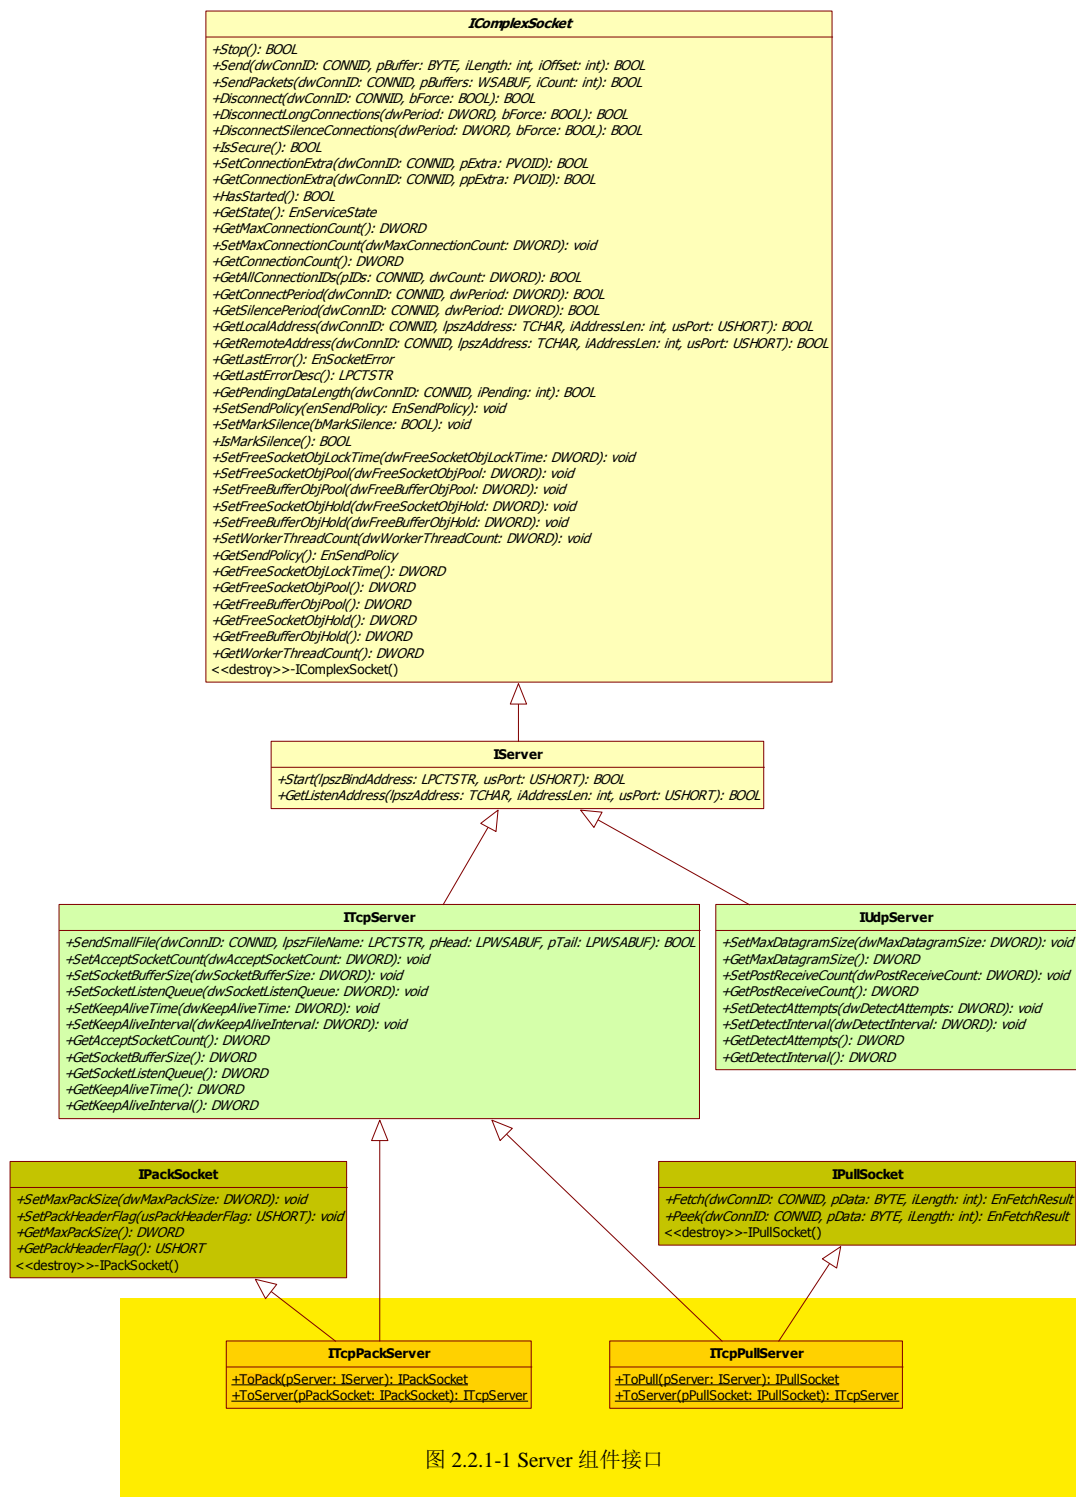 IComplexSocket
+Stop(): BOOL
+Send(dwConnID: CONNID, pBuffer: BYTE, iLength: int, iOffset: int): BOOL
+SendPackets(dwConnID: CONNID, pBuffers: WSABUF, iCount: int): BOOL
+Disconnect(dwConnID: CONNID, bForce: BOOL): BOOL
+DisconnectLongConnections(dwPeriod: DWORD, bForce: BOOL): BOOL
+DisconnectSilenceConnections(dwPeriod: DWORD, bForce: BOOL): BOOL
+IsSecure(): BOOL
+SetConnectionExtra(dwConnID: CONNID, pExtra: PVOID): BOOL
+GetConnectionExtra(dwConnID: CONNID, ppExtra: PVOID): BOOL
+HasStarted(): BOOL
+GetState(): EnServiceState
+GetMaxConnectionCount(): DWORD
+SetMaxConnectionCount(dwMaxConnectionCount: DWORD): void
+GetConnectionCount(): DWORD
+GetAllConnectionIDs(pIDs: CONNID, dwCount: DWORD): BOOL
+GetConnectPeriod(dwConnID: CONNID, dwPeriod: DWORD): BOOL
+GetSilencePeriod(dwConnID: CONNID, dwPeriod: DWORD): BOOL
+GetLocalAddress(dwConnID: CONNID, lpszAddress: TCHAR, iAddressLen: int, usPort: USHORT): BOOL
+GetRemoteAddress(dwConnID: CONNID, lpszAddress: TCHAR, iAddressLen: int, usPort: USHORT): BOOL
+GetLastError(): EnSocketError
+GetLastErrorDesc(): LPCTSTR
+GetPendingDataLength(dwConnID: CONNID, iPending: int): BOOL
+SetSendPolicy(enSendPolicy: EnSendPolicy): void
+SetMarkSilence(bMarkSilence: BOOL): void
+IsMarkSilence(): BOOL
+SetFreeSocketObjLockTime(dwFreeSocketObjLockTime: DWORD): void
+SetFreeSocketObjPool(dwFreeSocketObjPool: DWORD): void
+SetFreeBufferObjPool(dwFreeBufferObjPool: DWORD): void
+SetFreeSocketObjHold(dwFreeSocketObjHold: DWORD): void
+SetFreeBufferObjHold(dwFreeBufferObjHold: DWORD): void
+SetWorkerThreadCount(dwWorkerThreadCount: DWORD): void
+GetSendPolicy(): EnSendPolicy
+GetFreeSocketObjLockTime(): DWORD
+GetFreeSocketObjPool(): DWORD
+GetFreeBufferObjPool(): DWORD
+GetFreeSocketObjHold(): DWORD
+GetFreeBufferObjHold(): DWORD
+GetWorkerThreadCount(): DWORD
<<destroy>>-IComplexSocket()
IServer
+Start(lpszBindAddress: LPCTSTR, usPort: USHORT): BOOL
+GetListenAddress(lpszAddress: TCHAR, iAddressLen: int, usPort: USHORT): BOOL
ITcpServer
+SendSmallFile(dwConnID: CONNID, lpszFileName: LPCTSTR, pHead: LPWSABUF, pTail: LPWSABUF): BOOL
+SetAcceptSocketCount(dwAcceptSocketCount: DWORD): void
+SetSocketBufferSize(dwSocketBufferSize: DWORD): void
+SetSocketListenQueue(dwSocketListenQueue: DWORD): void
+SetKeepAliveTime(dwKeepAliveTime: DWORD): void
+SetKeepAliveInterval(dwKeepAliveInterval: DWORD): void
+GetAcceptSocketCount(): DWORD
+GetSocketBufferSize(): DWORD
+GetSocketListenQueue(): DWORD
+GetKeepAliveTime(): DWORD
+GetKeepAliveInterval(): DWORD
IUdpServer
+SetMaxDatagramSize(dwMaxDatagramSize: DWORD): void
+GetMaxDatagramSize(): DWORD
+SetPostReceiveCount(dwPostReceiveCount: DWORD): void
+GetPostReceiveCount(): DWORD
+SetDetectAttempts(dwDetectAttempts: DWORD): void
+SetDetectInterval(dwDetectInterval: DWORD): void
+GetDetectAttempts(): DWORD
+GetDetectInterval(): DWORD
IPackSocket
+SetMaxPackSize(dwMaxPackSize: DWORD): void
+SetPackHeaderFlag(usPackHeaderFlag: USHORT): void
+GetMaxPackSize(): DWORD
+GetPackHeaderFlag(): USHORT
<<destroy>>-IPackSocket()
IPullSocket
+Fetch(dwConnID: CONNID, pData: BYTE, iLength: int): EnFetchResult
+Peek(dwConnID: CONNID, pData: BYTE, iLength: int): EnFetchResult
<<destroy>>-IPullSocket()
ITcpPackServer
+ToPack(pServer: IServer): IPackSocket
+ToServer(pPackSocket: IPackSocket): ITcpServer
ITcpPullServer
+ToPull(pServer: IServer): IPullSocket
+ToServer(pPullSocket: IPullSocket): ITcpServer
图 2.2.1-1 Server 组件接口